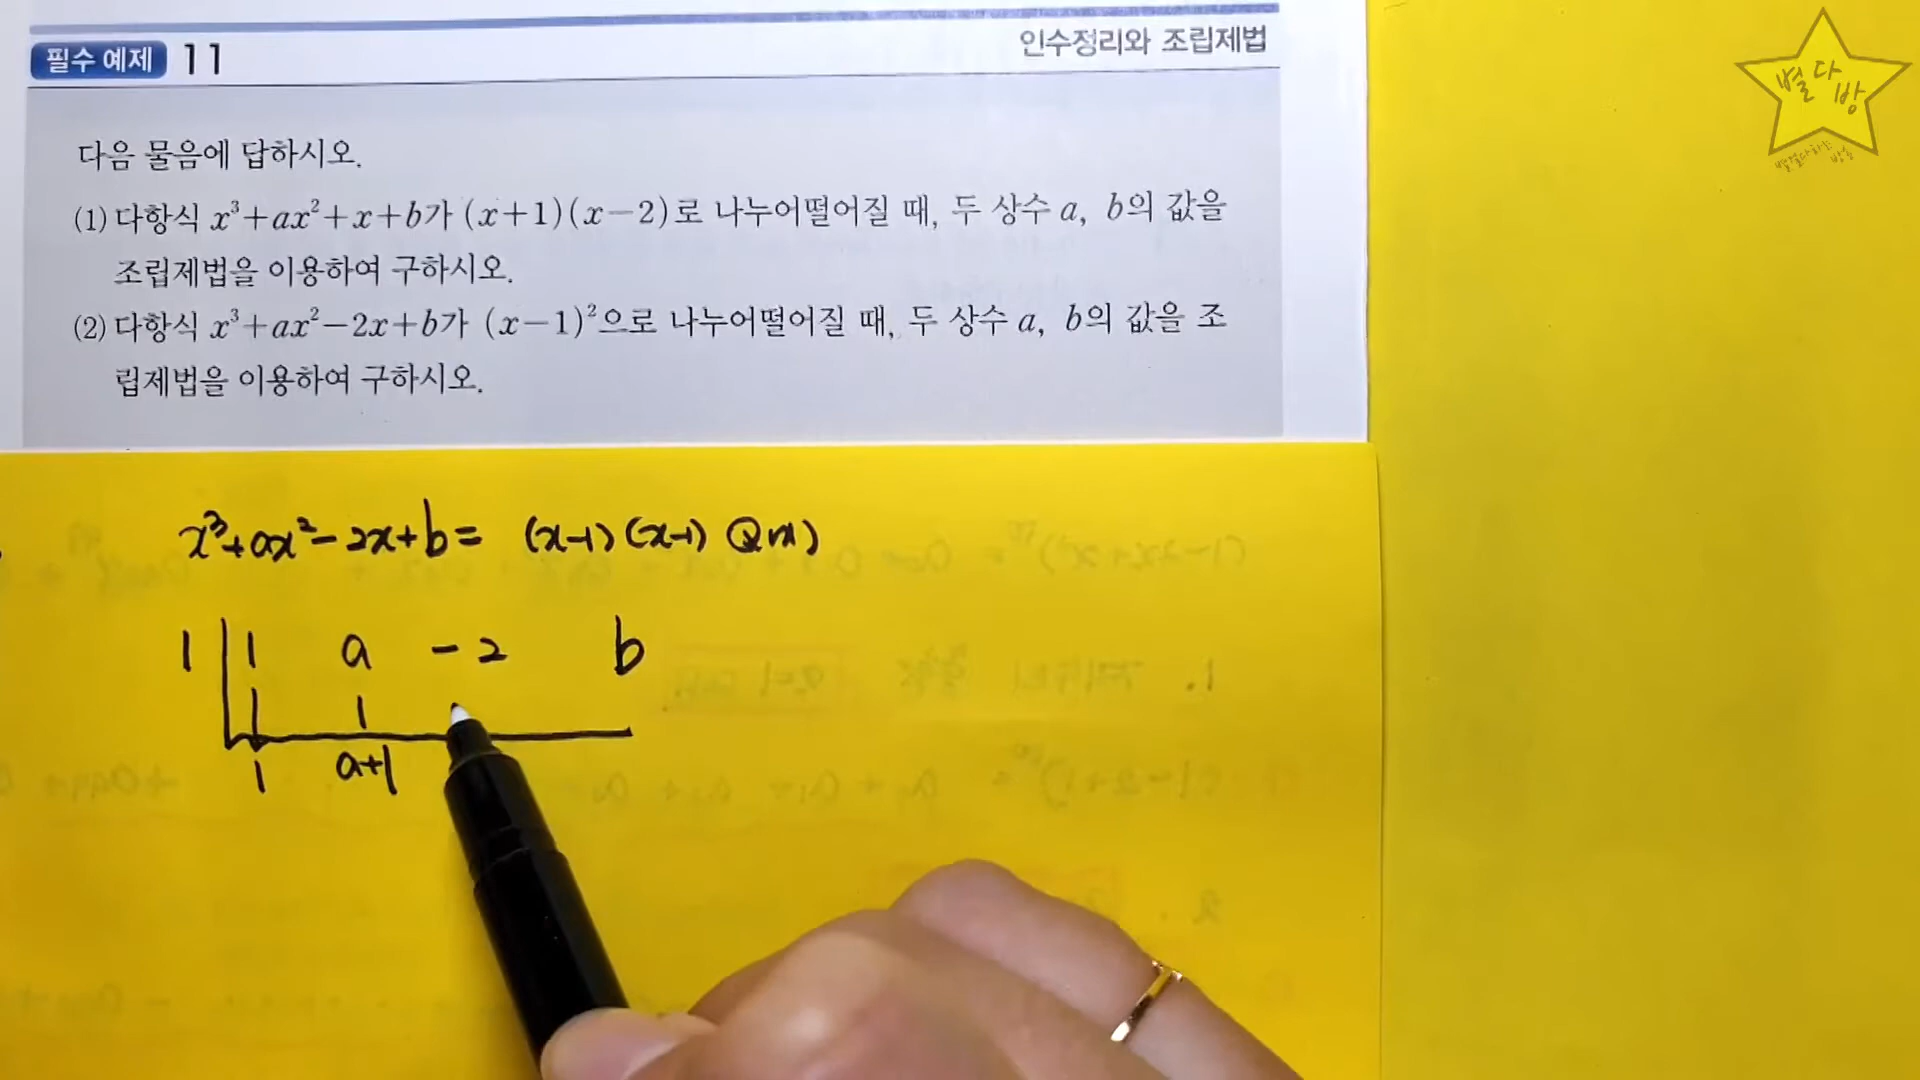 필수 예제 11
인수정리와 조립제법
별다방
다음 물음에 답하시오.
(1) 다항식 x³+ax²+x+b가 (x+1)(x-2)로 나누어떨어질 때, 두 상수 a, b의 값을
조립제법을 이용하여 구하시오.
(2) 다항식 x³+ax²-2x+b가 (x-1)²으로 나누어떨어질 때, 두 상수 a, b의 값을 조
립제법을 이용하여 구하시오.
x³+ax²-2x+b= (x-1)(x-1) Q(x)
1 | 1 a -2 b
1
1 a+1